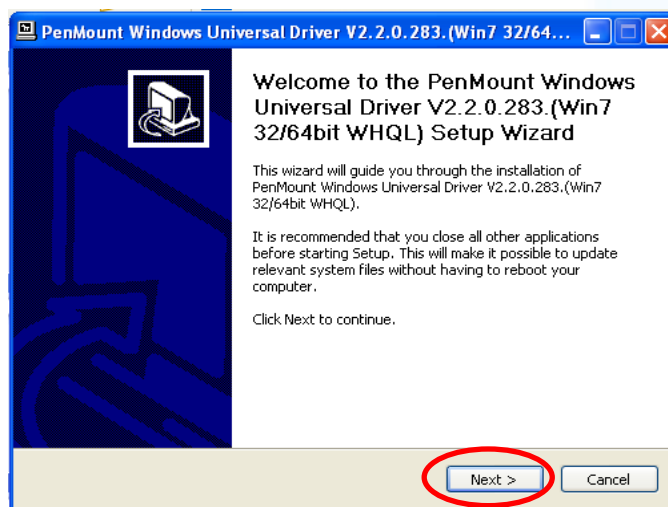 PenMount Windows Universal Driver V2.2.0.283.(Win7 32/64...
Welcome to the PenMount Windows
Universal Driver V2.2.0.283.(Win7
32/64bit WHQL) Setup Wizard
This wizard will guide you through the installation of
PenMount Windows Universal Driver V2.2.0.283.(Win7
32/64bit WHQL).
It is recommended that you close all other applications
before starting Setup. This will make it possible to update
relevant system files without having to reboot your
computer.
Click Next to continue.
Next >
Cancel